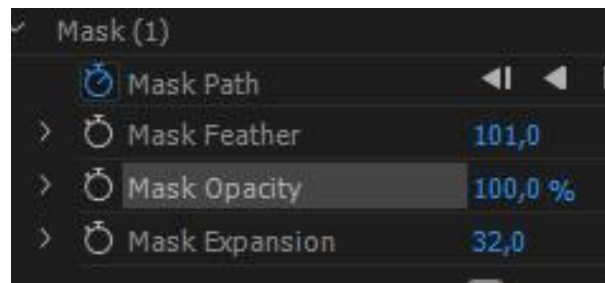 Mask (1)
Mask Path
Mask Feather 101,0
Mask Opacity 100,0 %
Mask Expansion 32,0